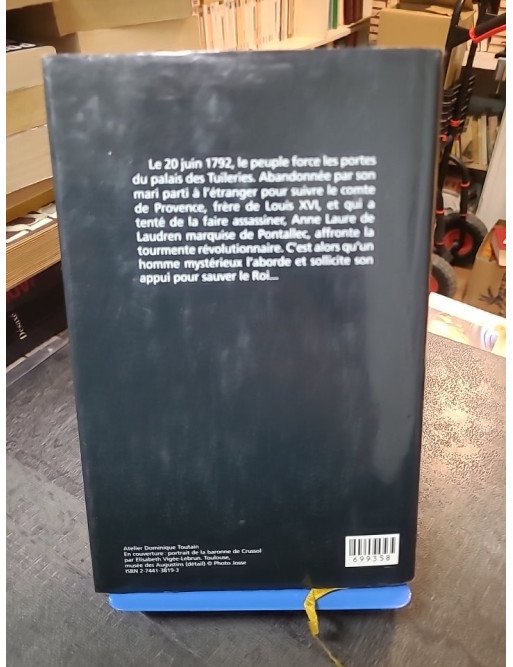 Le 20 juin 1792, le peuple force les portes
du palais des Tuileries. Abandonnée par son
mari parti à l'étranger pour suivre le comte
de Provence, frère de Louis XVI, et qui a
tenté de la faire assassiner, Anne Laure de
Laudren marquise de Pontallec, affronte la
tourmente révolutionnaire. C'est alors qu'un
homme mystérieux l'aborde et sollicite son
appui pour sauver le Roi...
Atelier Dominique Toutain
En couverture : portrait de la baronne de Crussol
par Elisabeth Vigée-Lebrun. Toulouse,
musée des Augustins (détail) © Photo Josse
ISBN 2-7441-3819-3
699358
Désiré